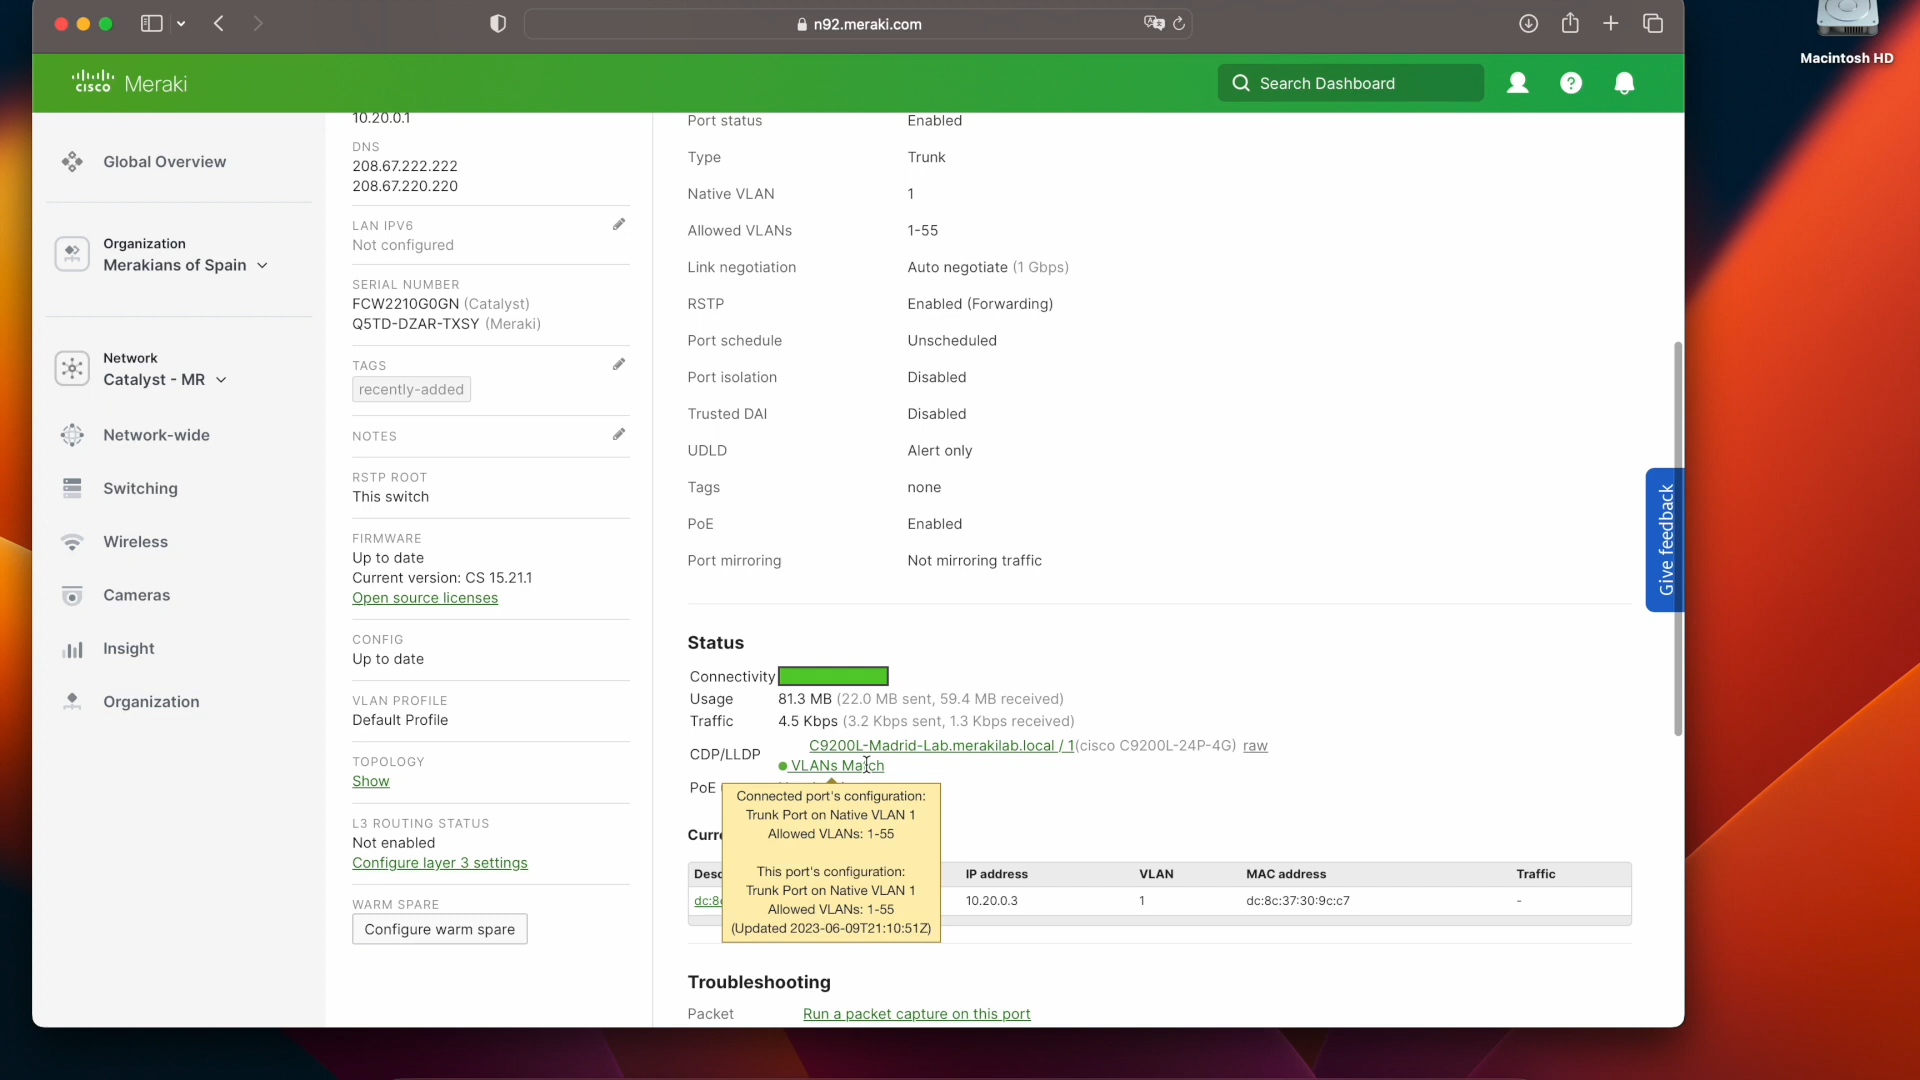 n92.meraki.com
Macintosh HD
cisco Meraki
Search Dashboard
Global Overview
Organization
Merakians of Spain
Network
Catalyst - MR
Network-wide
Switching
Wireless
Cameras
Insight
Organization
10.20.0.1
DNS
208.67.222.222
208.67.220.220
LAN IPV6
Not configured
SERIAL NUMBER
FCW2210G0GN (Catalyst)
Q5TD-DZAR-TXSY (Meraki)
TAGS
recently-added
NOTES
RSTP ROOT
This switch
FIRMWARE
Up to date
Current version: CS 15.21.1
Open source licenses
CONFIG
Up to date
VLAN PROFILE
Default Profile
TOPOLOGY
Show
L3 ROUTING STATUS
Not enabled
Configure layer 3 settings
WARM SPARE
Configure warm spare
Port status Enabled
Type Trunk
Native VLAN 1
Allowed VLANs 1-55
Link negotiation Auto negotiate (1 Gbps)
RSTP Enabled (Forwarding)
Port schedule Unscheduled
Port isolation Disabled
Trusted DAI Disabled
UDLD Alert only
Tags none
PoE Enabled
Port mirroring Not mirroring traffic
Status
Connectivity
Usage 81.3 MB (22.0 MB sent, 59.4 MB received)
Traffic 4.5 Kbps (3.2 Kbps sent, 1.3 Kbps received)
CDP/LLDP C9200L-Madrid-Lab.merakilab.local / 1(cisco C9200L-24P-4G) raw
VLANs Match
PoE
Connected port's configuration:
Trunk Port on Native VLAN 1
Allowed VLANs: 1-55
This port's configuration:
Trunk Port on Native VLAN 1
Allowed VLANs: 1-55
(Updated 2023-06-09T21:10:51Z)
IP address VLAN MAC address Traffic
10.20.0.3 1 dc:8c:37:30:9c:c7 -
Troubleshooting
Packet Run a packet capture on this port
Give feedback